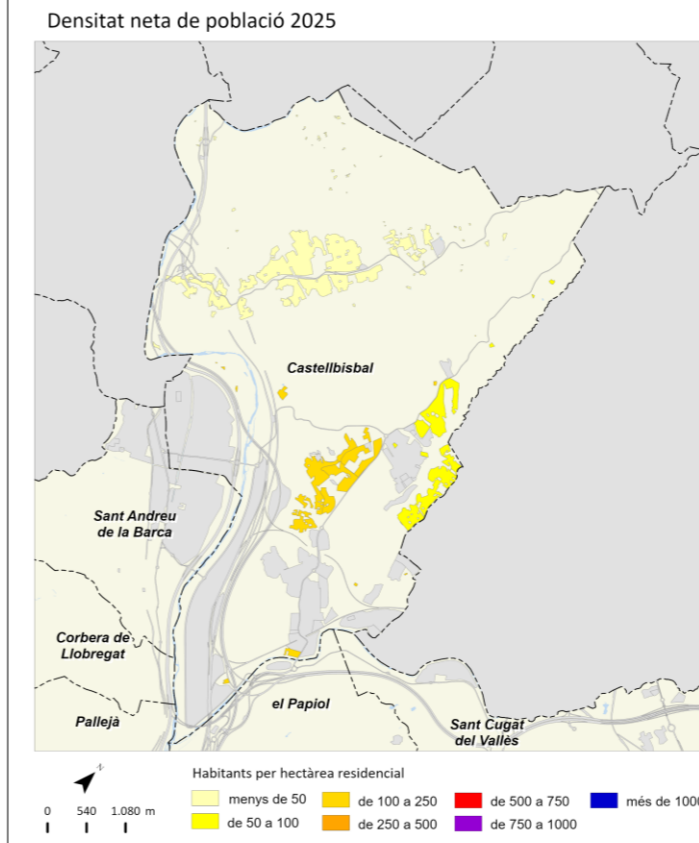 Densitat neta de població 2025
Castellbisbal
Sant Andreu
de la Barca
Corbera de
Llobregat
Pallejà
el Papiol
Sant Cugat
del Vallès
N
0 540 1.080 m
Habitants per hectàrea residencial
menys de 50
de 50 a 100
de 100 a 250
de 250 a 500
de 500 a 750
de 750 a 1000
més de 1000